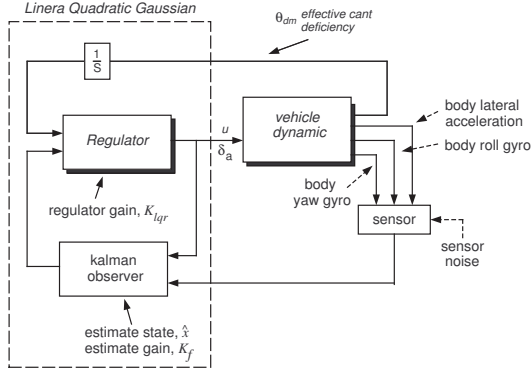 Linera Quadratic Gaussian
θdm effective cant
deficiency
1
S
Regulator
u
δa
vehicle
dynamic
body lateral
acceleration
body roll gyro
body
yaw gyro
regulator gain, Klqr
sensor
sensor
noise
kalman
observer
estimate state, x̂
estimate gain, Kf